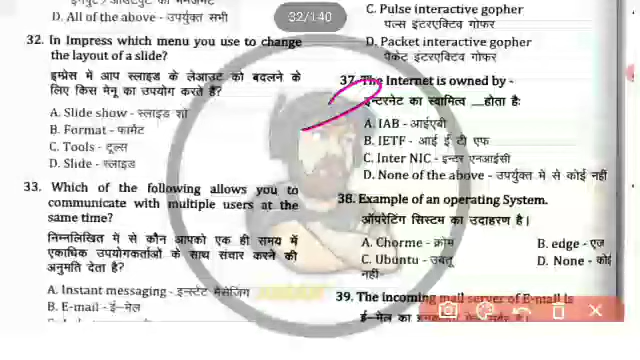 D. All of the above - उपर्युक्त सभी
32. In Impress which menu you use to change
the layout of a slide?
इम्प्रेस में आप स्लाइड के लेआउट को बदलने के
लिए किस मेनू का उपयोग करते हैं?
A. Slide show - स्लाइड शो
B. Format - फार्मेट
C. Tools - टूल्स
D. Slide - स्लाइड
33. Which of the following allows you to
communicate with multiple users at the
same time?
निम्नलिखित में से कौन आपको एक ही समय में
एकाधिक उपयोगकर्ताओं के साथ संचार करने की
अनुमति देता है?
A. Instant messaging - इन्स्टेंट मैसेजिंग
B. E-mail - ई-मेल
32/140
C. Pulse interactive gopher
पल्स इंटरएक्टिव गोफर
D. Packet interactive gopher
पैकेट इंटरएक्टिव गोफर
37. The Internet is owned by -
इन्टरनेट का स्वामित्व __होता है:
A. IAB - आईएबी
B. IETF - आई ई टी एफ
C. Inter NIC - इन्टर एनआईसी
D. None of the above - उपर्युक्त में से कोई नहीं
38. Example of an operating System.
ऑपरेटिंग सिस्टम का उदाहरण है।
A. Chorme - क्रोम B. edge - एज
C. Ubuntu - उबंतू D. None - कोई
नहीं
39. The incoming mail server of E-mail is
ई-मेल का